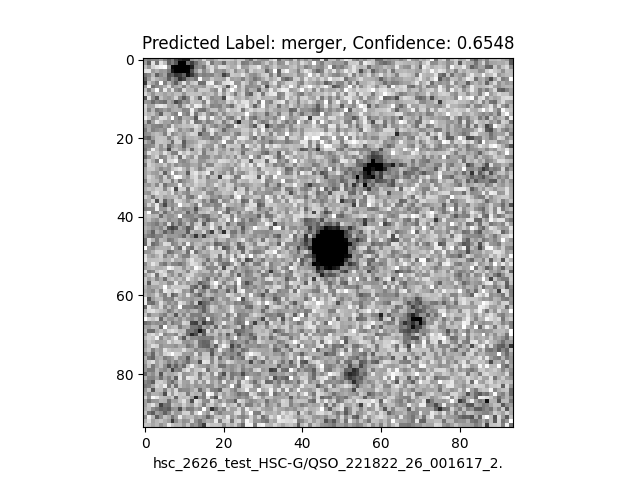 Predicted Label: merger, Confidence: 0.6548
0
20
40
60
80
0 20 40 60 80
hsc_2626_test_HSC-G/QSO_221822_26_001617_2.